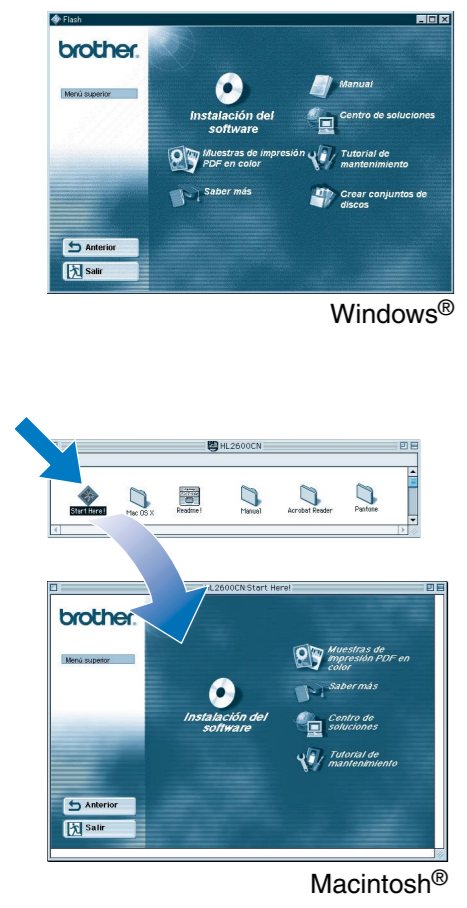 Flash
brother.
Menú superior
Instalación del
software
Manual
Centro de soluciones
Muestras de impresión
PDF en color
Tutorial de
mantenimiento
Saber más
Crear conjuntos de
discos
Anterior
Salir
Windows®
HL2600CN
Start Here!
Mac OS X
Readme!
Manual
Acrobat Reader
Pantone
HL2600CN:Start Here!
brother.
Menú superior
Muestras de
impresión PDF en
color
Saber más
Instalación del
software
Centro de
soluciones
Tutorial de
mantenimiento
Anterior
Salir
Macintosh®